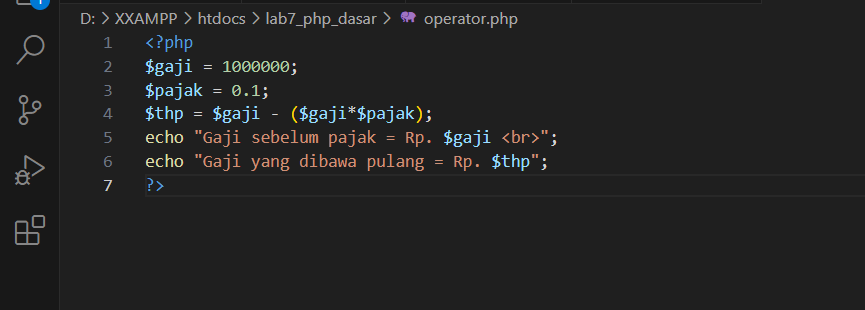 D: > XXAMPP > htdocs > lab7_php_dasar > operator.php
1 <?php
2 $gaji = 1000000;
3 $pajak = 0.1;
4 $thp = $gaji - ($gaji*$pajak);
5 echo "Gaji sebelum pajak = Rp. $gaji <br>";
6 echo "Gaji yang dibawa pulang = Rp. $thp";
7 ?>